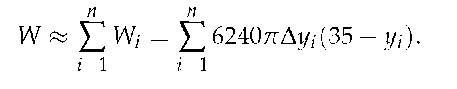 W ≈ ∑_{i 1}^{n} W_i = ∑_{i 1}^{n} 6240πΔy_i(35 − y_i).